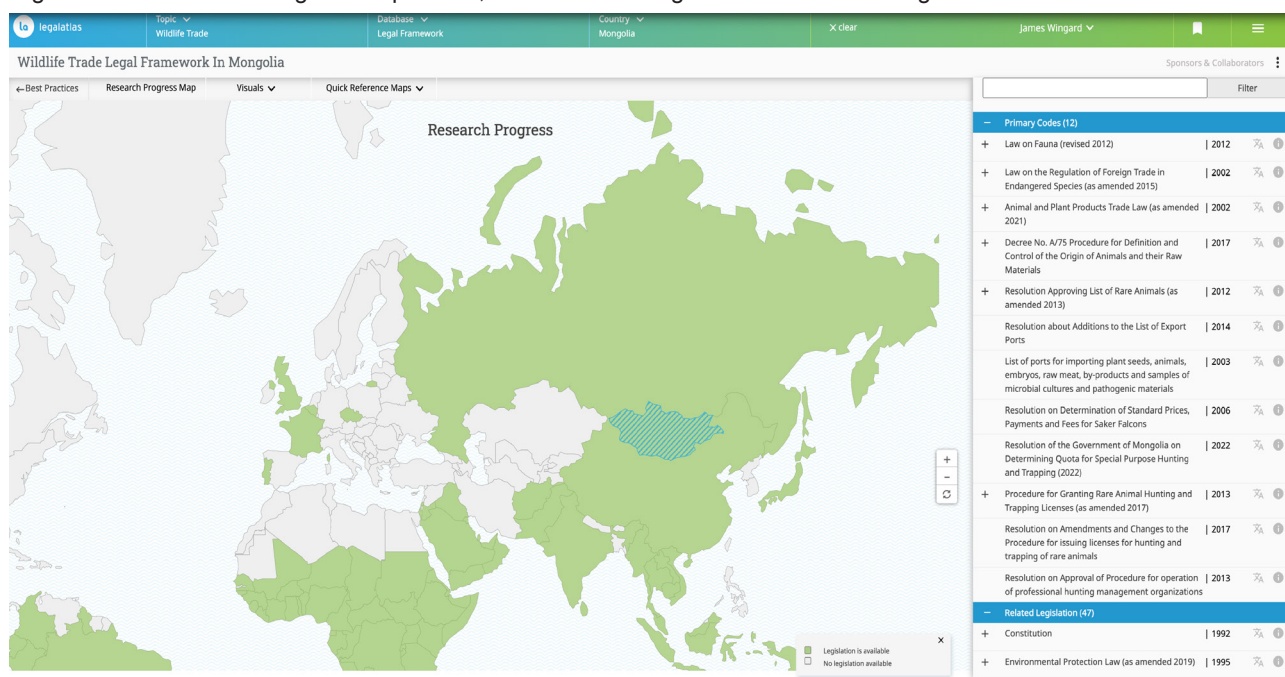 la legalatlas
Topic
Wildlife Trade
Database
Legal Framework
Country
Mongolia
X clear
James Wingard
Wildlife Trade Legal Framework In Mongolia
Sponsors & Collaborators
←Best Practices
Research Progress Map
Visuals
Quick Reference Maps
Filter
Research Progress
− Primary Codes (12)
+ Law on Fauna (revised 2012) | 2012
+ Law on the Regulation of Foreign Trade in | 2002
Endangered Species (as amended 2015)
+ Animal and Plant Products Trade Law (as amended | 2002
2021)
+ Decree No. A/75 Procedure for Definition and | 2017
Control of the Origin of Animals and their Raw
Materials
+ Resolution Approving List of Rare Animals (as | 2012
amended 2013)
Resolution about Additions to the List of Export | 2014
Ports
List of ports for importing plant seeds, animals, | 2003
embryos, raw meat, by-products and samples of
microbial cultures and pathogenic materials
Resolution on Determination of Standard Prices, | 2006
Payments and Fees for Saker Falcons
Resolution of the Government of Mongolia on | 2022
Determining Quota for Special Purpose Hunting
and Trapping (2022)
+ Procedure for Granting Rare Animal Hunting and | 2013
Trapping Licenses (as amended 2017)
Resolution on Amendments and Changes to the | 2017
Procedure for issuing licenses for hunting and
trapping of rare animals
Resolution on Approval of Procedure for operation | 2013
of professional hunting management organizations
− Related Legislation (47)
+ Constitution | 1992
+ Environmental Protection Law (as amended 2019) | 1995
+
−
x
Legislation is available
No legislation available